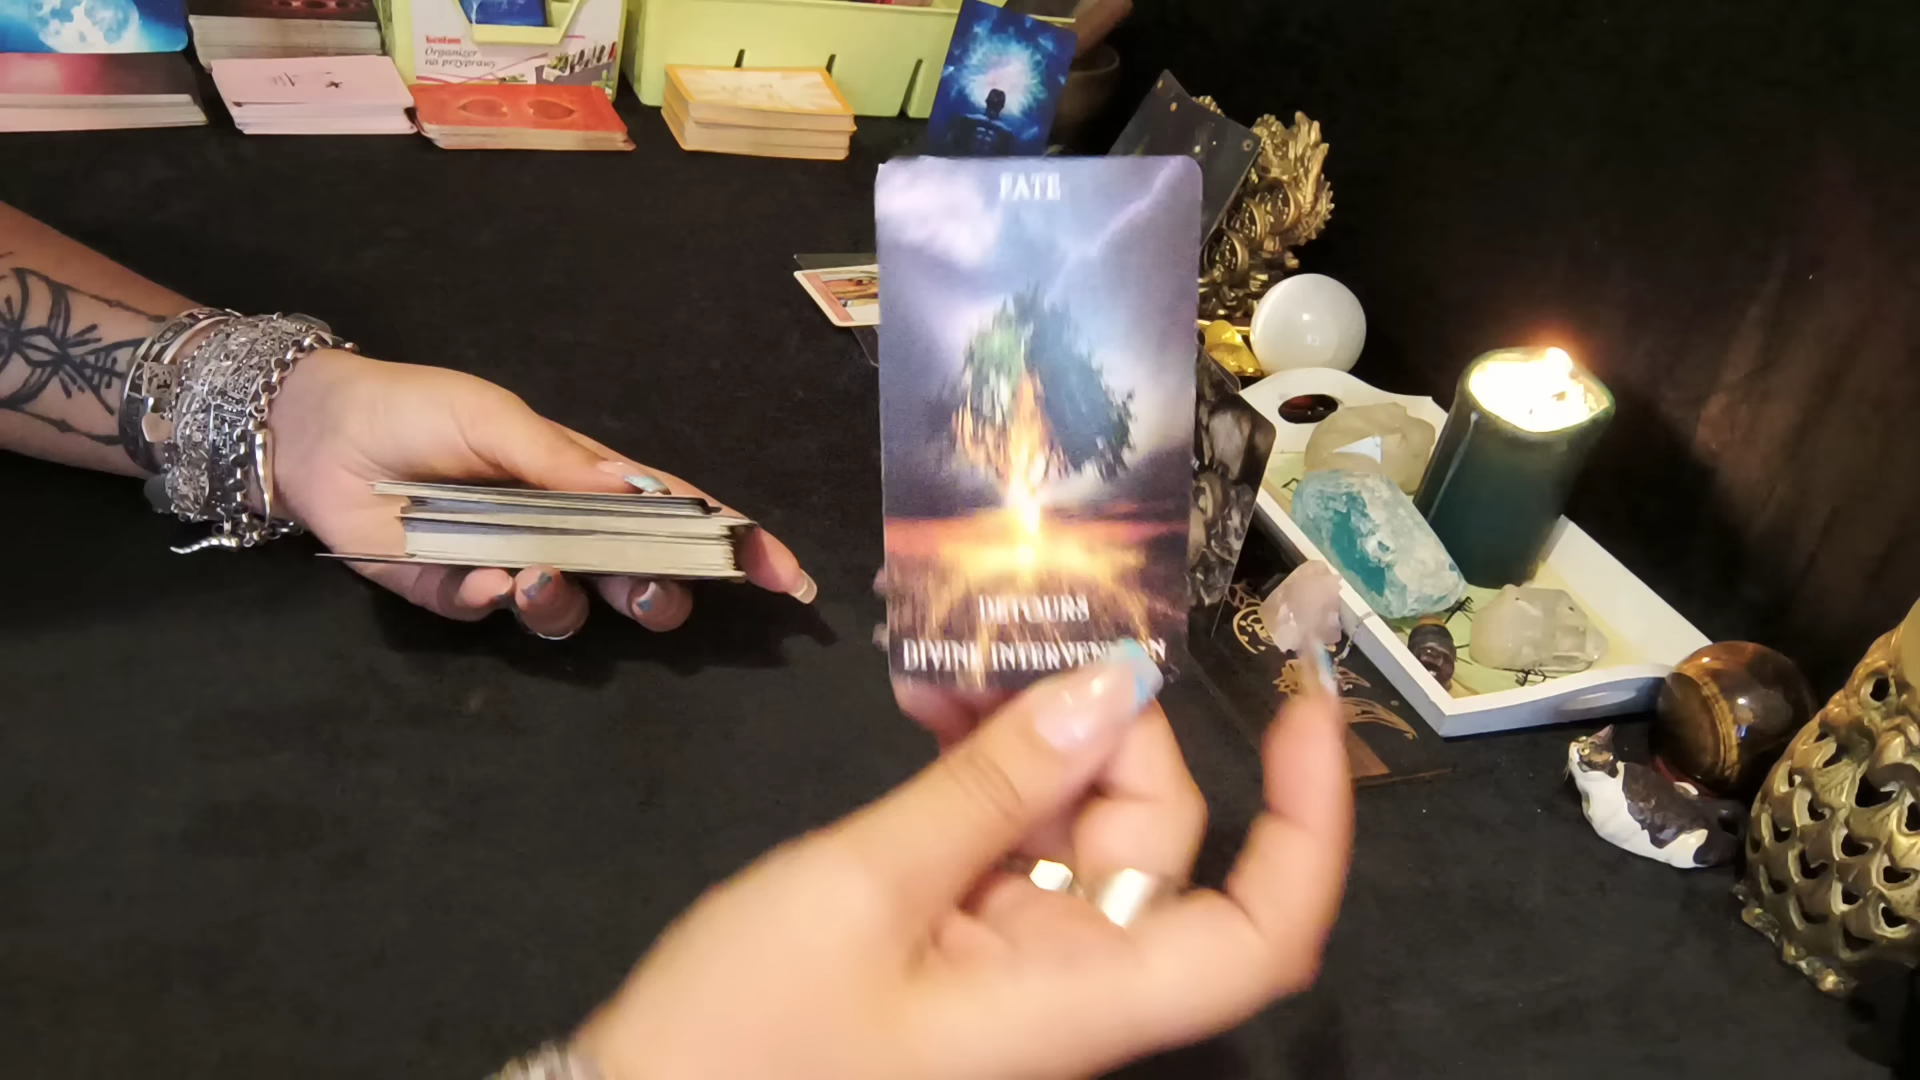 Organizer
na przyprawy
FATE
DETOURS
DIVINE INTERVENTION